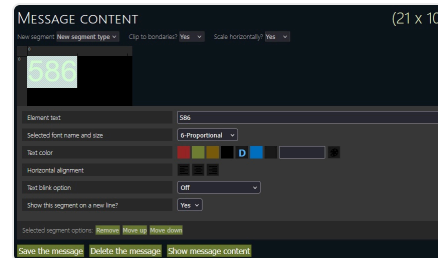 MESSAGE CONTENT (21 x 10
New segment New segment type Clip to bondaries? Yes Scale horizontally? Yes
0
0
586
Element text 586
Selected font name and size 6-Proportional
Text color D
Horizontal alignment
Text blink option Off
Show this segment on a new line? Yes
Selected segment options: Remove Move up Move down
Save the message Delete the message Show message content